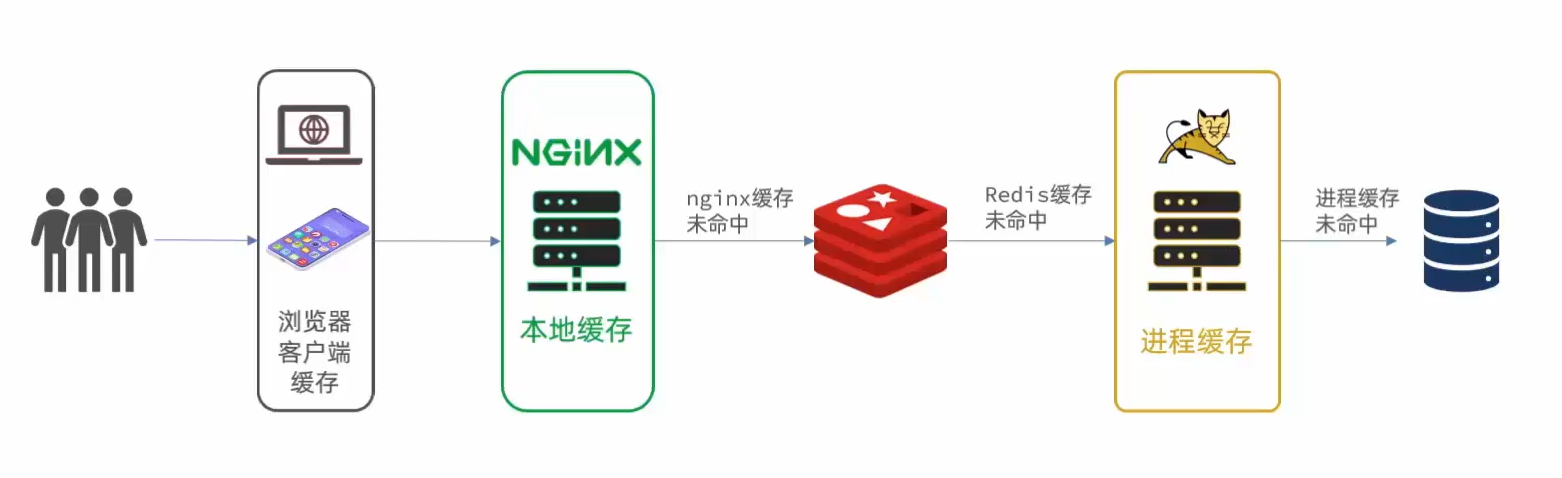 浏览器
客户端
缓存
NGINX
本地缓存
nginx缓存
未命中
Redis缓存
未命中
进程缓存
进程缓存
未命中